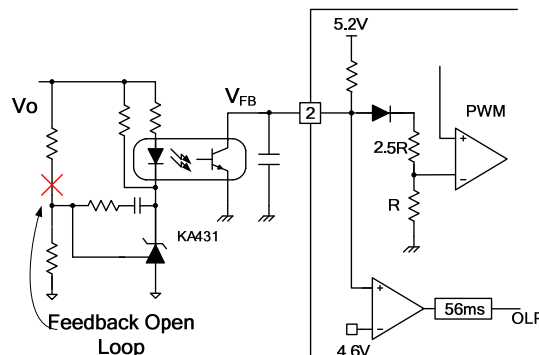 5.2V
Vo
VFB
2
PWM
2.5R
R
KA431
Feedback Open
Loop
56ms
OLP
4.6V